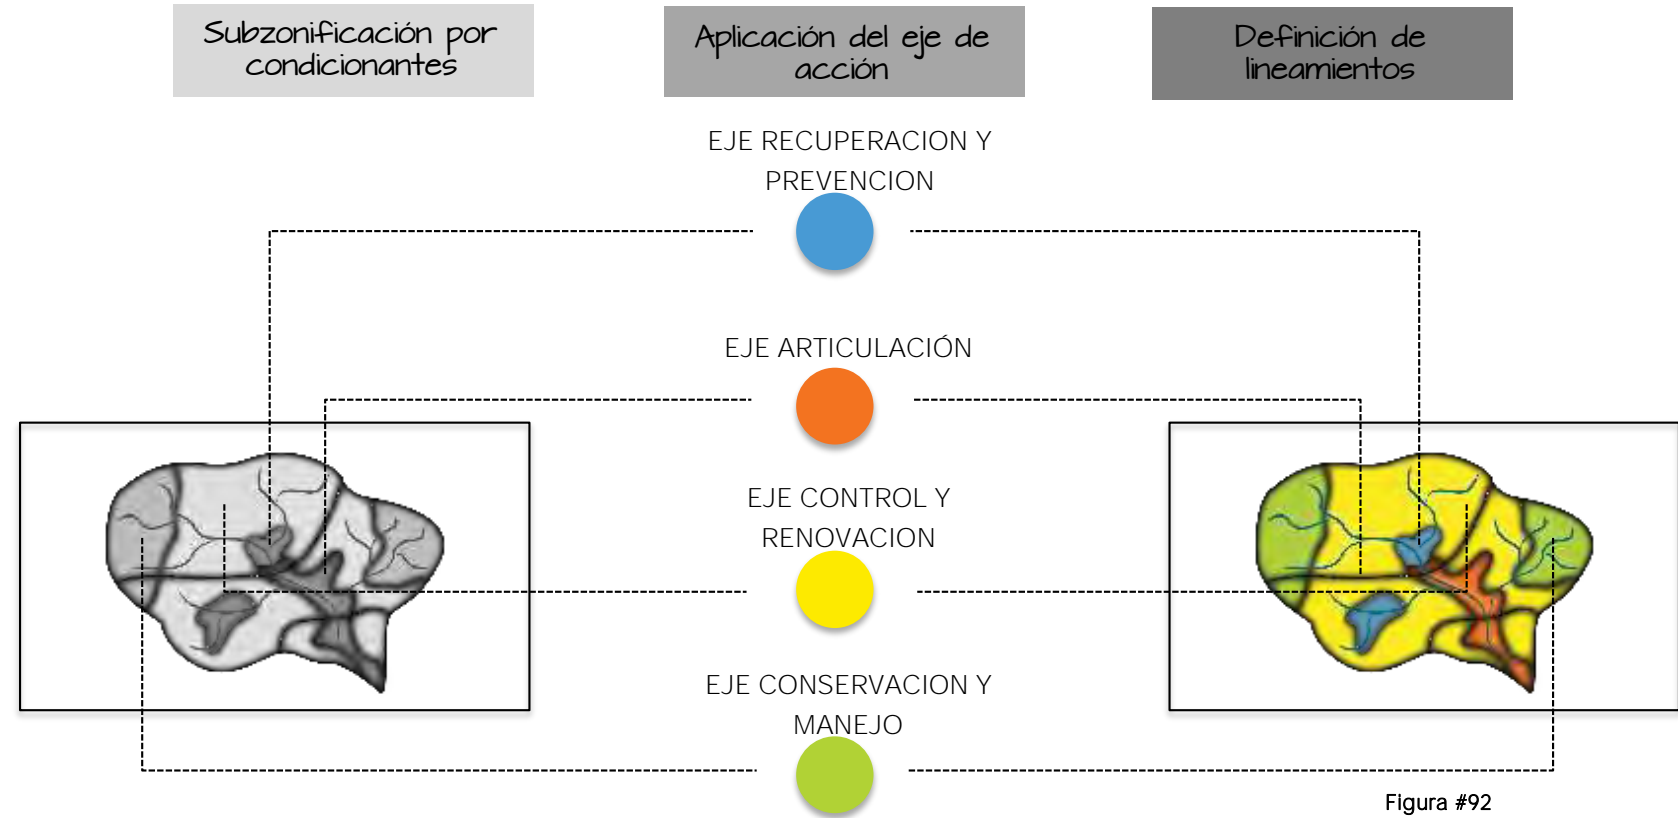 Subzonificación por
condicionantes
Aplicación del eje de
acción
Definición de
lineamientos
EJE RECUPERACION Y
PREVENCION
EJE ARTICULACIÓN
EJE CONTROL Y
RENOVACION
EJE CONSERVACION Y
MANEJO
Figura #92